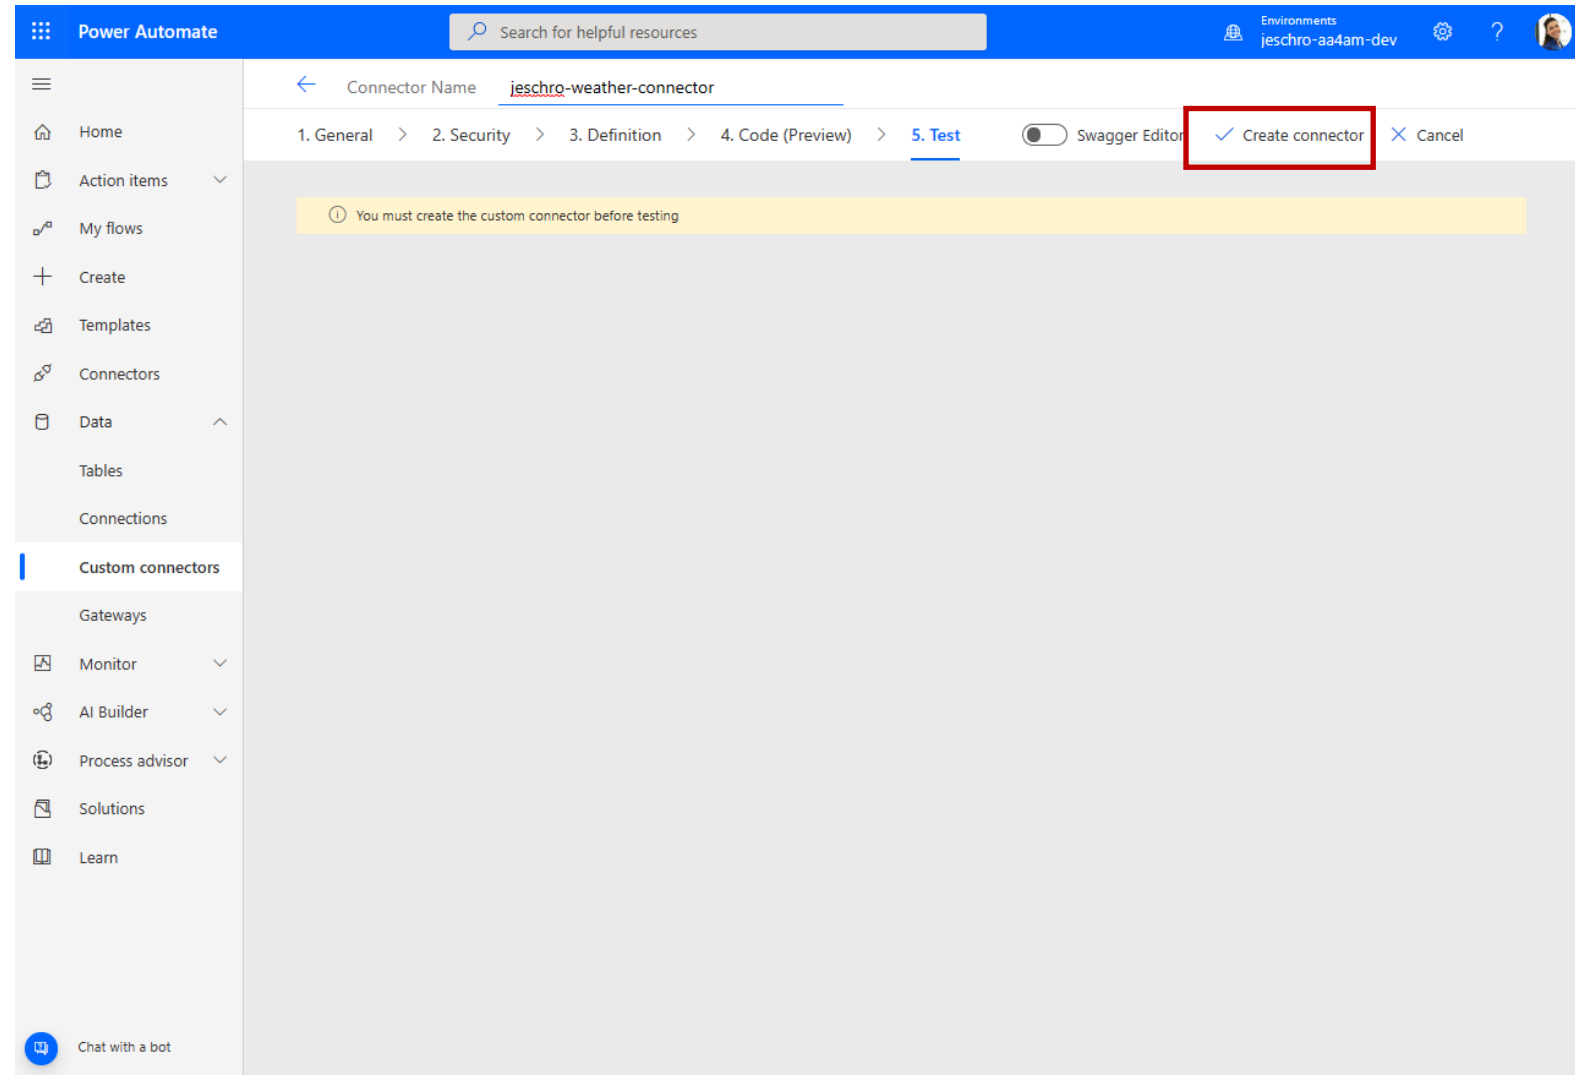 Power Automate
Search for helpful resources
Environments
jeschro-aa4am-dev
?
Connector Name jeschro-weather-connector
1. General > 2. Security > 3. Definition > 4. Code (Preview) > 5. Test Swagger Editor Create connector Cancel
You must create the custom connector before testing
Home
Action items
My flows
Create
Templates
Connectors
Data
Tables
Connections
Custom connectors
Gateways
Monitor
AI Builder
Process advisor
Solutions
Learn
Chat with a bot